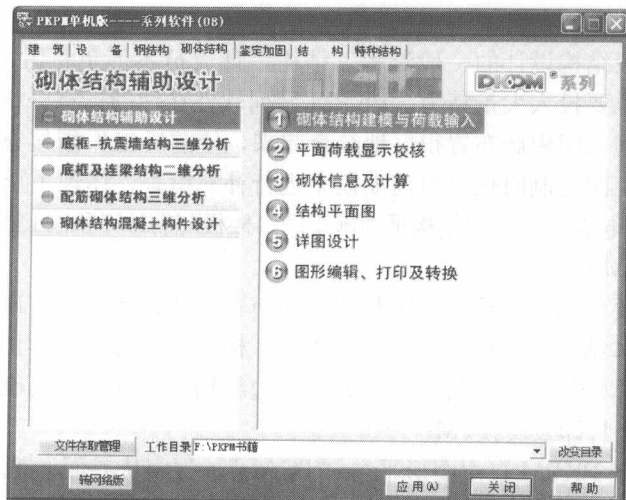 PKPM单机版----系列软件(08)
建 筑 设 备 钢结构 砌体结构 鉴定加固 结 构 特种结构
砌体结构辅助设计
PKPM®系列
砌体结构辅助设计
底框-抗震墙结构三维分析
底框及连梁结构二维分析
配筋砌体结构三维分析
砌体结构混凝土构件设计
1 砌体结构建模与荷载输入
2 平面荷载显示校核
3 砌体信息及计算
4 结构平面图
5 详图设计
6 图形编辑、打印及转换
文件存取管理 工作目录 F:\PKPM书籍 改变目录
转网络版 应用(A) 关闭 帮助